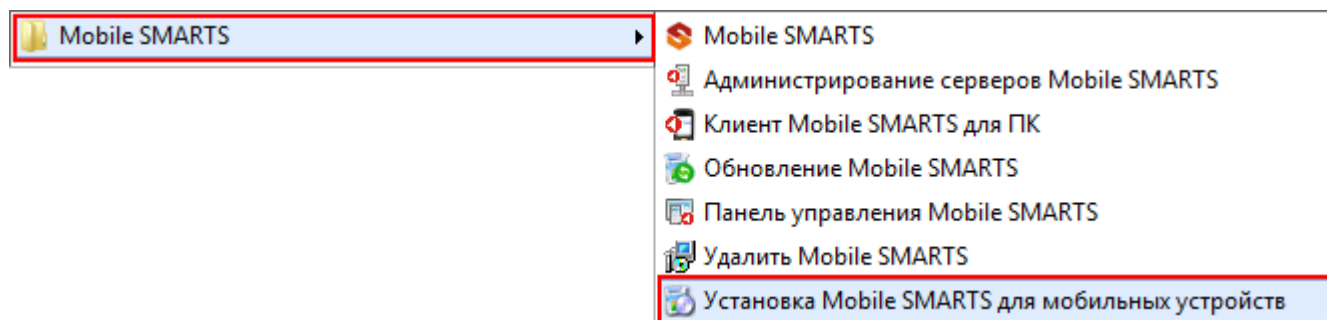 Mobile SMARTS
Mobile SMARTS
Администрирование серверов Mobile SMARTS
Клиент Mobile SMARTS для ПК
Обновление Mobile SMARTS
Панель управления Mobile SMARTS
Удалить Mobile SMARTS
Установка Mobile SMARTS для мобильных устройств